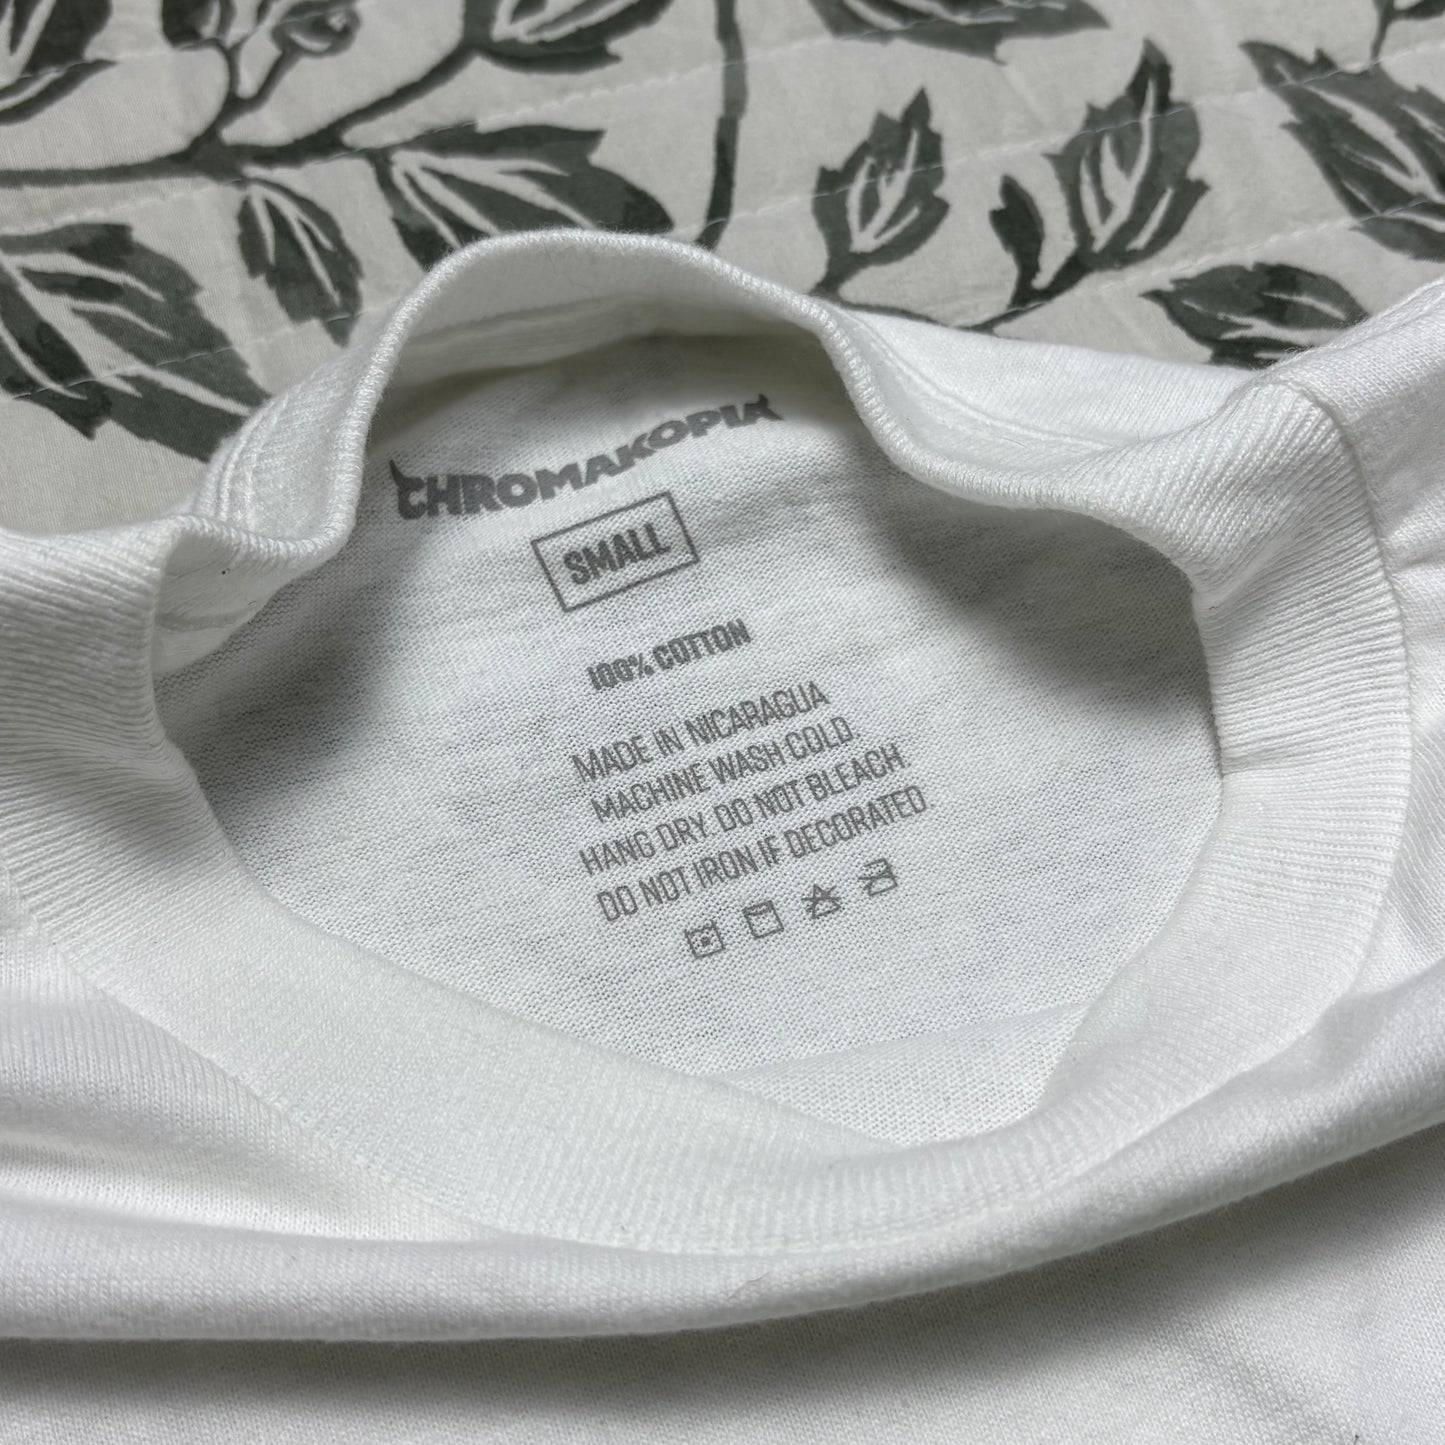 CHROMAKOPIA
SMALL
100% COTTON
MADE IN NICARAGUA
MACHINE WASH COLD.
HANG DRY. DO NOT BLEACH.
DO NOT IRON IF DECORATED.